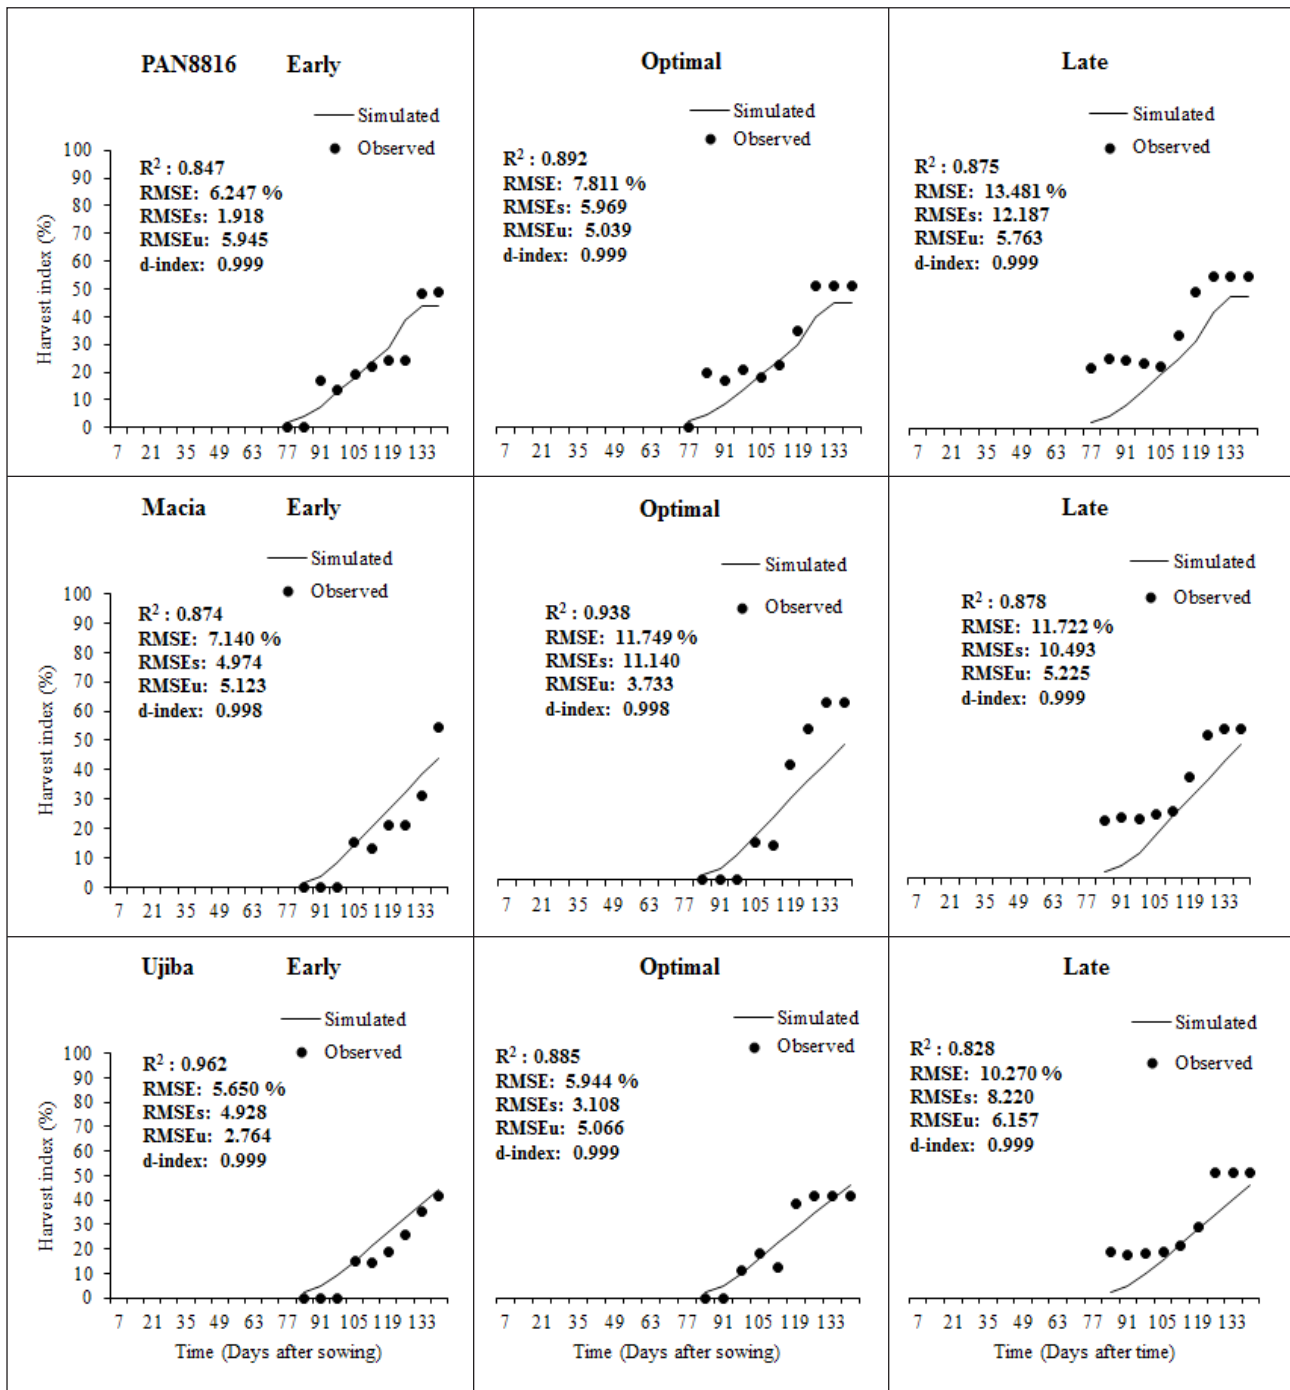 PAN8816 Early
Simulated
Observed
R² : 0.847
RMSE: 6.247 %
RMSEs: 1.918
RMSEu: 5.945
d-index: 0.999
Harvest index (%)
100
90
80
70
60
50
40
30
20
10
0
7 21 35 49 63 77 91 105 119 133
Optimal
Simulated
Observed
R² : 0.892
RMSE: 7.811 %
RMSEs: 5.969
RMSEu: 5.039
d-index: 0.999
7 21 35 49 63 77 91 105 119 133
Late
Simulated
Observed
R² : 0.875
RMSE: 13.481 %
RMSEs: 12.187
RMSEu: 5.763
d-index: 0.999
7 21 35 49 63 77 91 105 119 133
Macia Early
Simulated
Observed
R² : 0.874
RMSE: 7.140 %
RMSEs: 4.974
RMSEu: 5.123
d-index: 0.998
Harvest index (%)
100
90
80
70
60
50
40
30
20
10
0
7 21 35 49 63 77 91 105 119 133
Optimal
Simulated
Observed
R² : 0.938
RMSE: 11.749 %
RMSEs: 11.140
RMSEu: 3.733
d-index: 0.998
7 21 35 49 63 77 91 105 119 133
Late
Simulated
Observed
R² : 0.878
RMSE: 11.722 %
RMSEs: 10.493
RMSEu: 5.225
d-index: 0.999
7 21 35 49 63 77 91 105 119 133
Ujiba Early
Simulated
Observed
R² : 0.962
RMSE: 5.650 %
RMSEs: 4.928
RMSEu: 2.764
d-index: 0.999
Harvest index (%)
100
90
80
70
60
50
40
30
20
10
0
7 21 35 49 63 77 91 105 119 133
Time (Days after sowing)
Optimal
Simulated
Observed
R² : 0.885
RMSE: 5.944 %
RMSEs: 3.108
RMSEu: 5.066
d-index: 0.999
7 21 35 49 63 77 91 105 119 133
Time (Days after sowing)
Late
Simulated
Observed
R² : 0.828
RMSE: 10.270 %
RMSEs: 8.220
RMSEu: 6.157
d-index: 0.999
7 21 35 49 63 77 91 105 119 133
Time (Days after time)